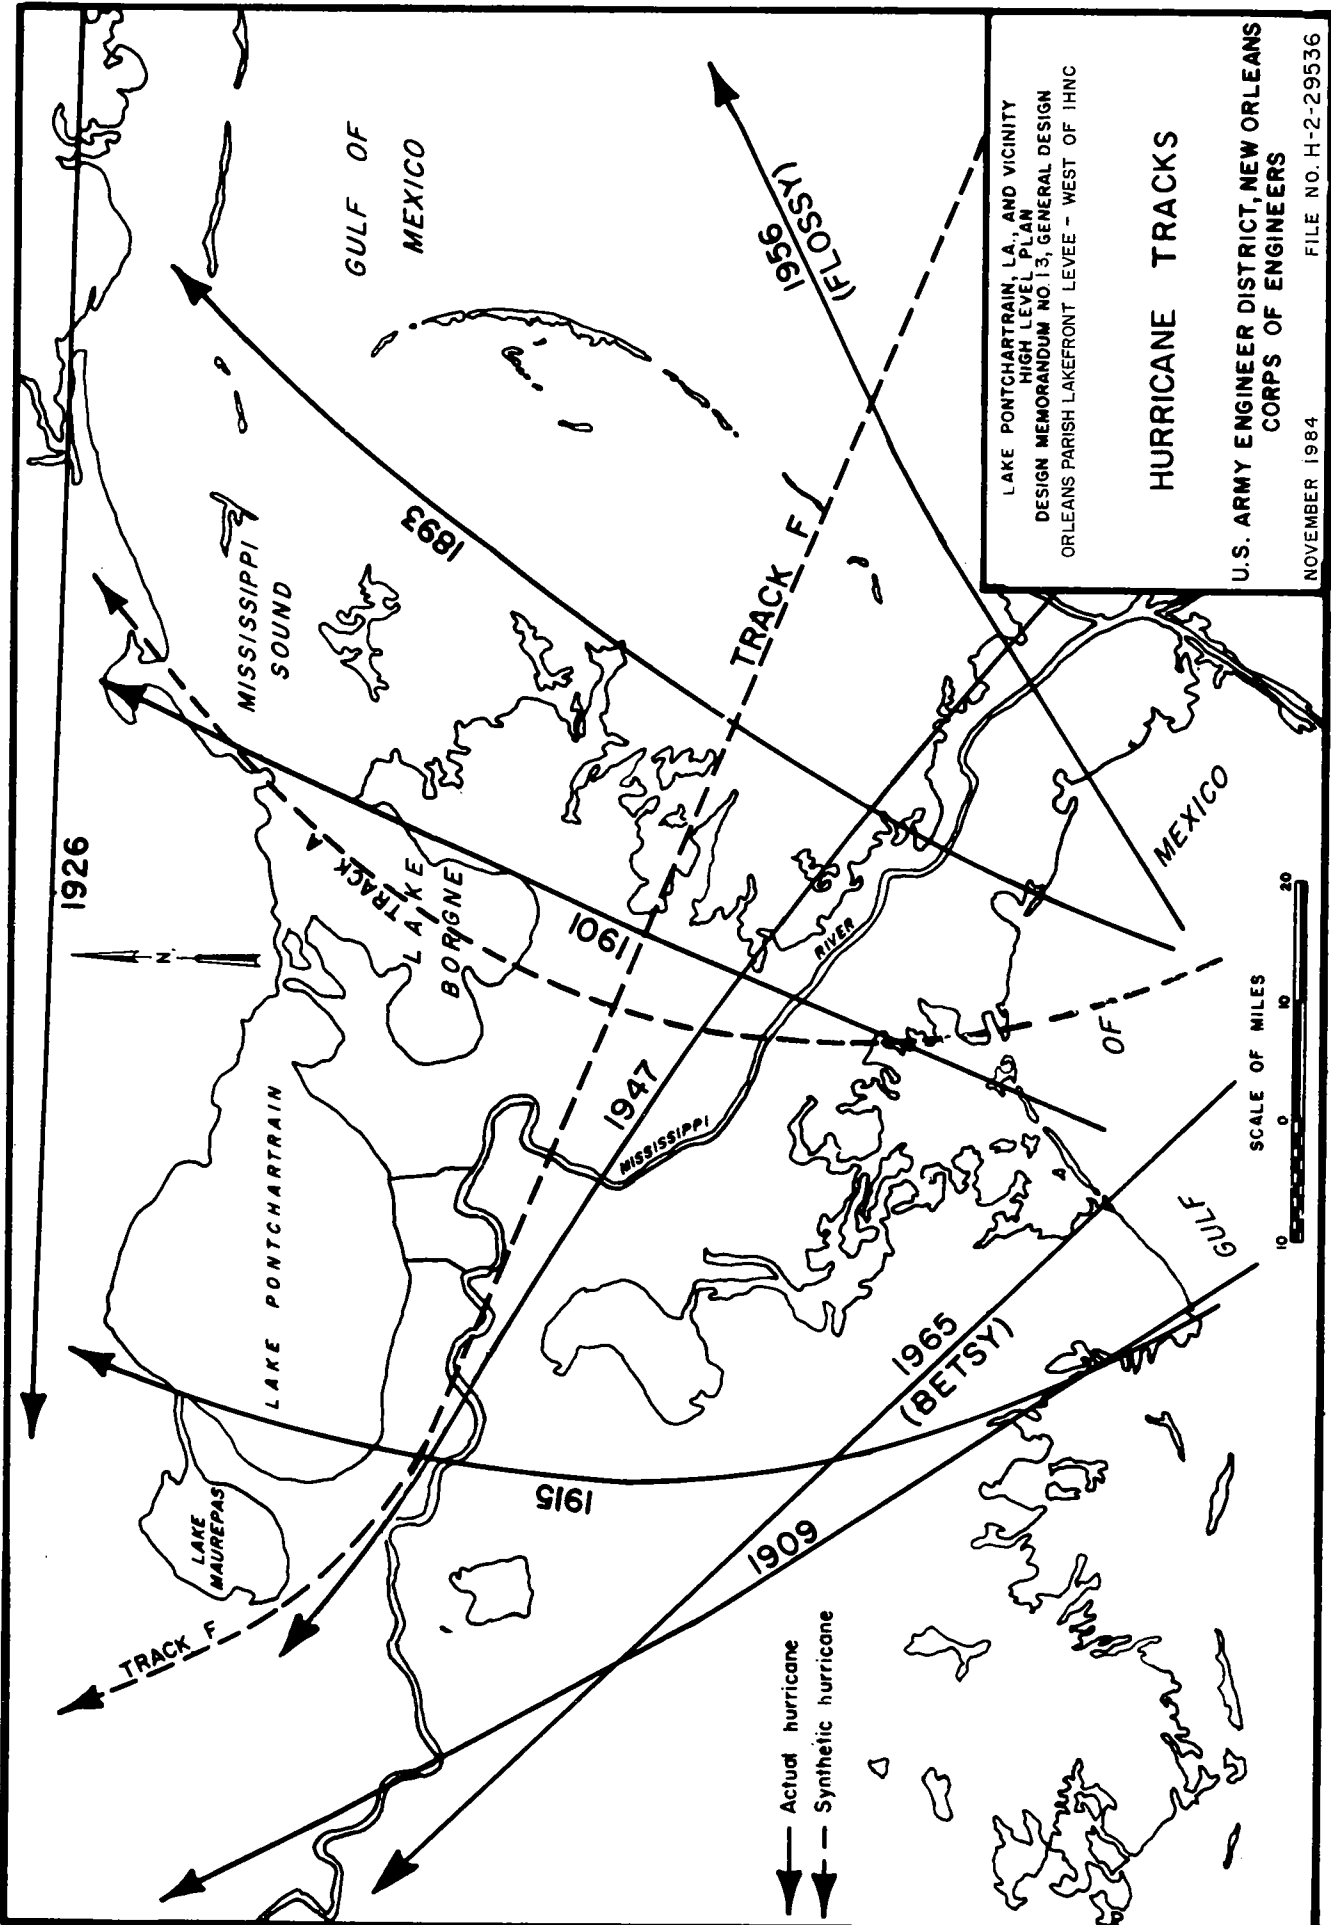 1926
N
GULF OF
MEXICO
MISSISSIPPI
SOUND
1893
1956
(FLOSSY)
TRACK F
TRACK A
LAKE
BORGNE
1901
1947
LAKE PONTCHARTRAIN
LAKE
MAUREPAS
TRACK F
1915
MISSISSIPPI
RIVER
1965
(BETSY)
1909
GULF
OF
MEXICO
Actual hurricane
Synthetic hurricane
SCALE OF MILES
10 0 10 20
LAKE PONTCHARTRAIN, LA., AND VICINITY
HIGH LEVEL PLAN
DESIGN MEMORANDUM NO. 13, GENERAL DESIGN
ORLEANS PARISH LAKEFRONT LEVEE - WEST OF IHNC
HURRICANE TRACKS
U.S. ARMY ENGINEER DISTRICT, NEW ORLEANS
CORPS OF ENGINEERS
NOVEMBER 1984 FILE NO. H-2-29536